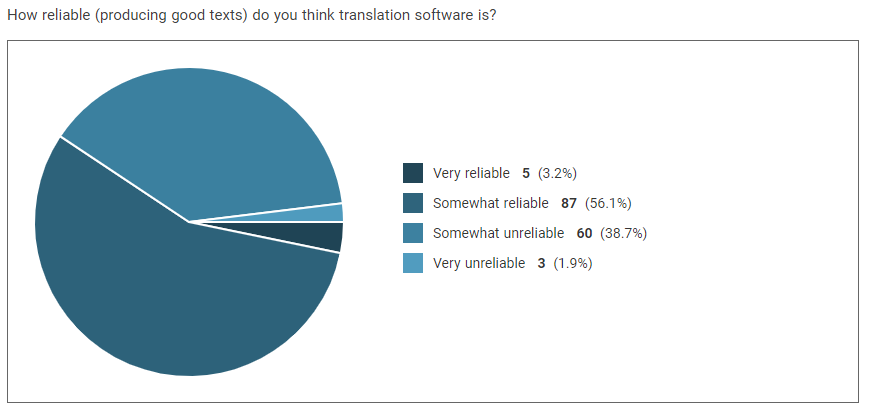 How reliable (producing good texts) do you think translation software is?
Very reliable 5 (3.2%)
Somewhat reliable 87 (56.1%)
Somewhat unreliable 60 (38.7%)
Very unreliable 3 (1.9%)